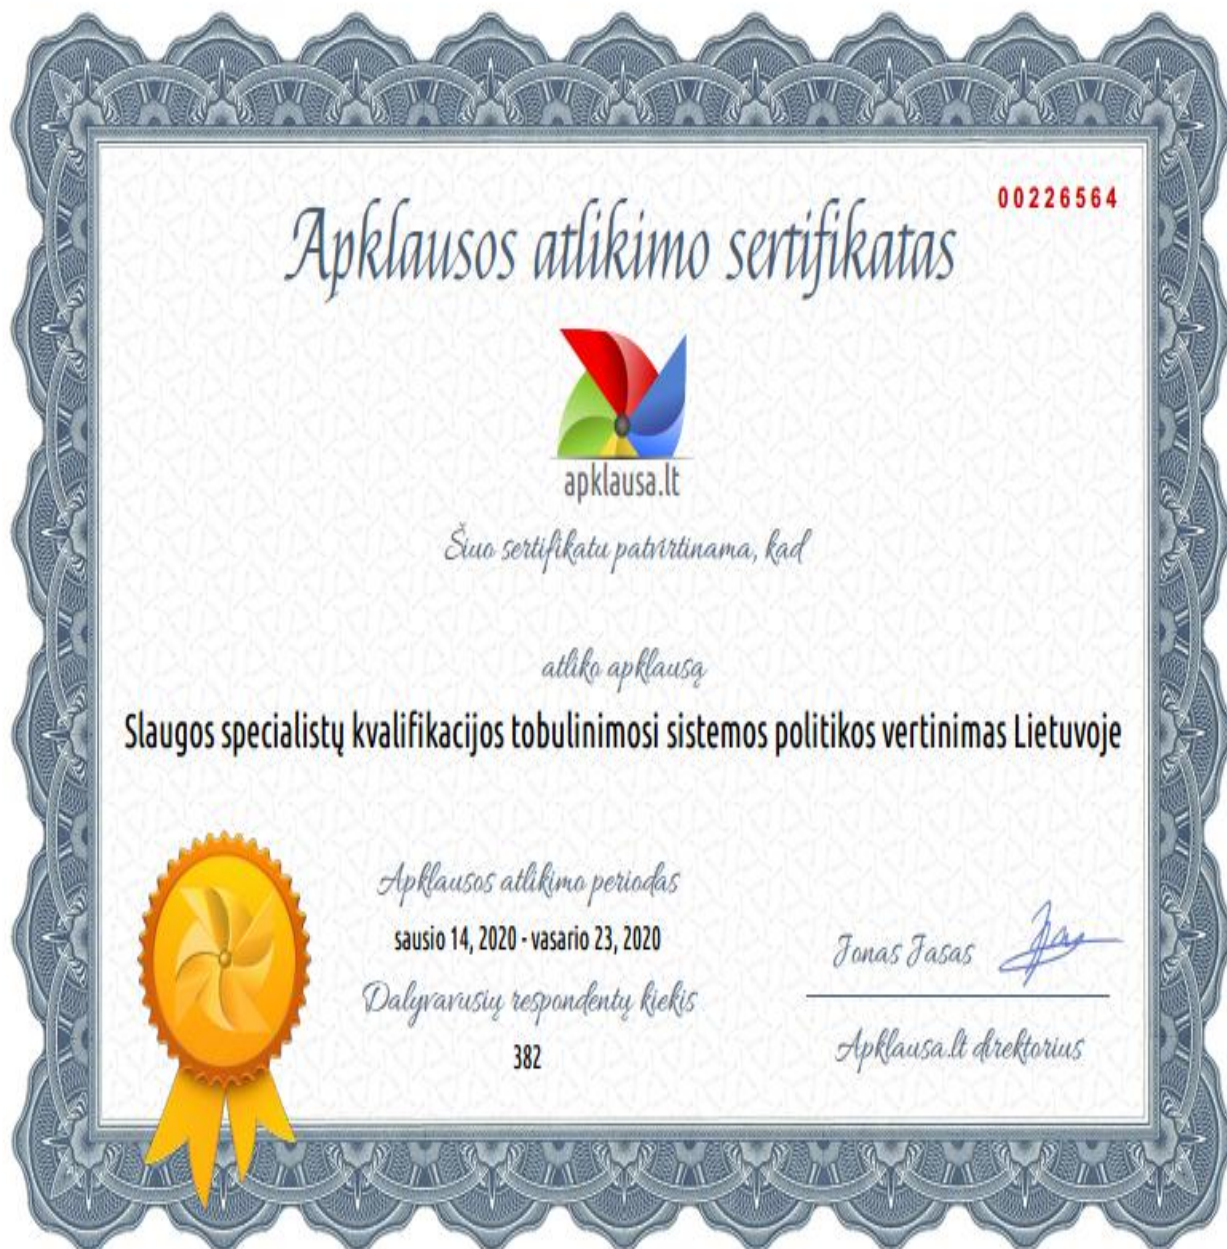 00226564
Apklausos atlikimo sertifikatas
apklausa.lt
Šiuo sertifikatu patvirtinama, kad
atliko apklausą
Slaugos specialistų kvalifikacijos tobulinimosi sistemos politikos vertinimas Lietuvoje
Apklausos atlikimo periodas
sausio 14, 2020 - vasario 23, 2020
Dalyvavusių respondentų kiekis
382
Jonas Jasas
Apklausa.lt direktorius